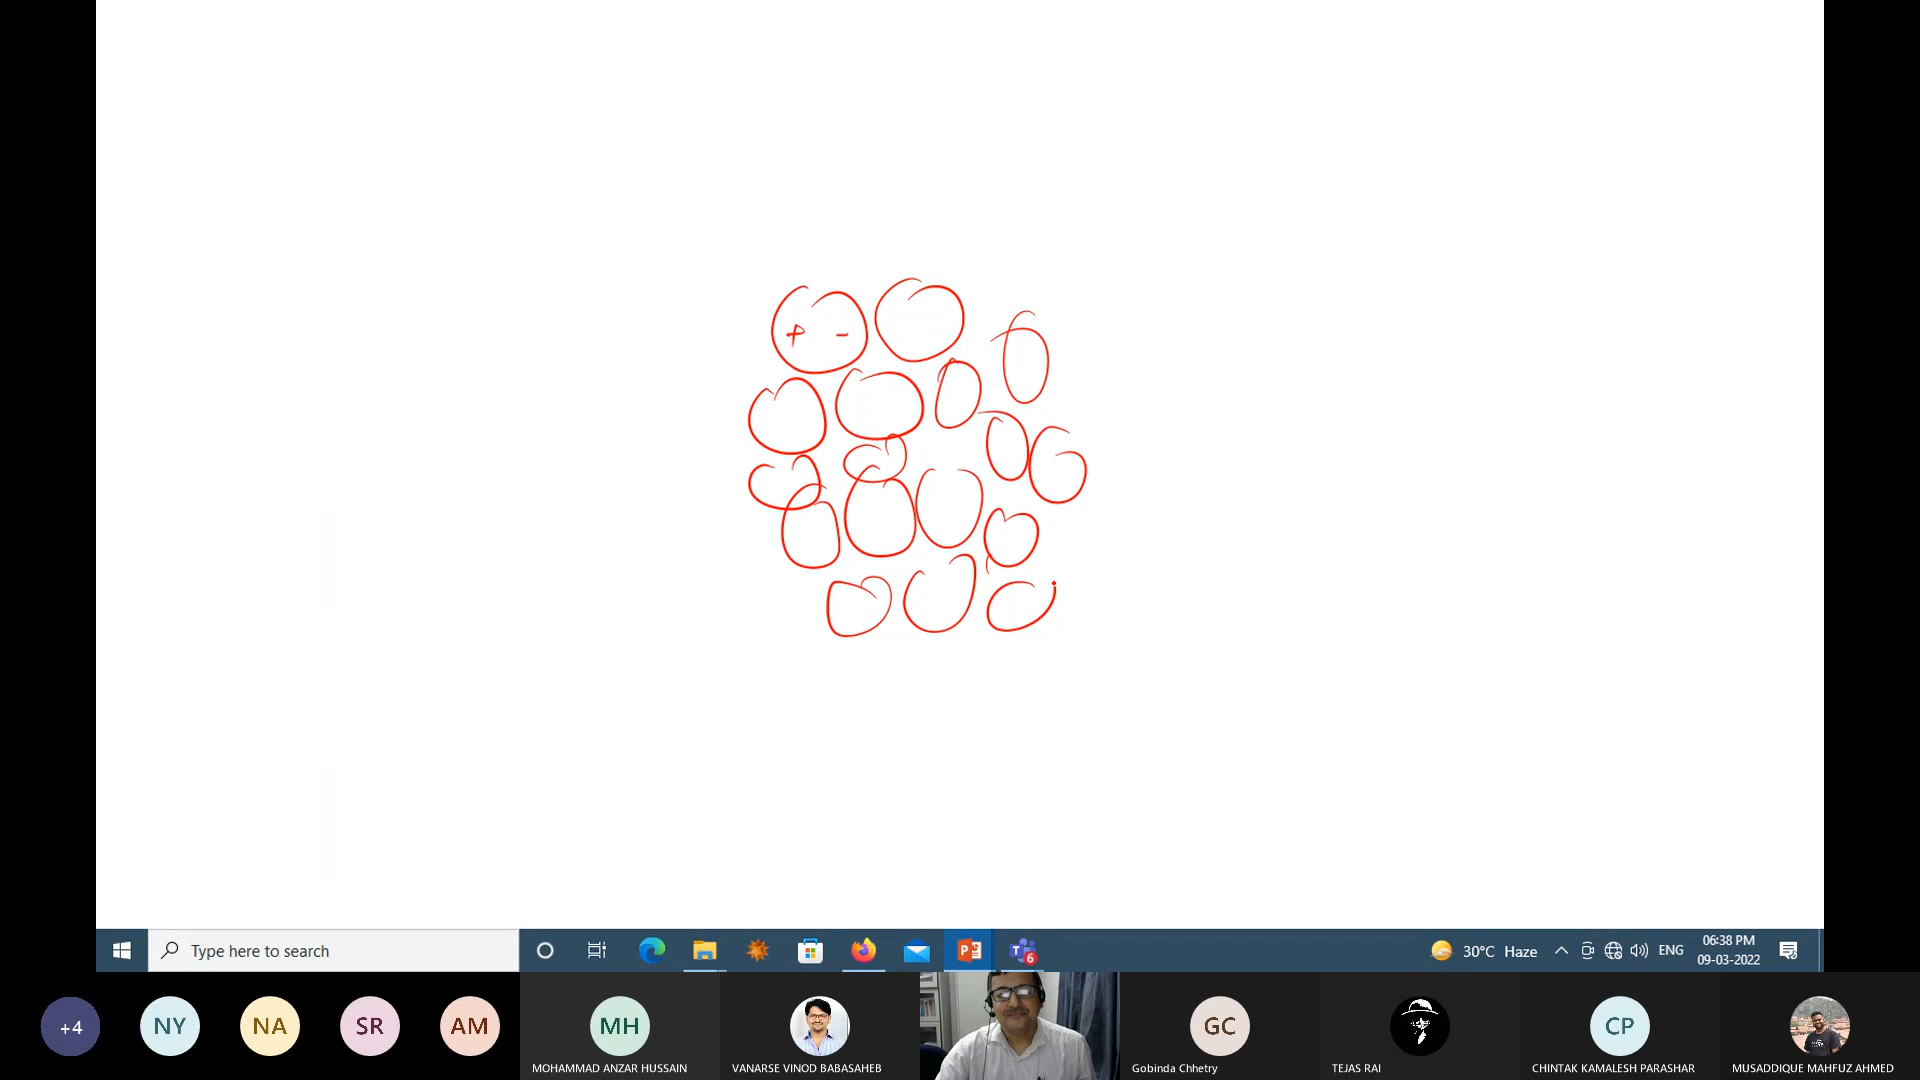 + -
Type here to search
6
30°C Haze
ENG
06:38 PM
09-03-2022
+4
NY
NA
SR
AM
MH
GC
CP
MOHAMMAD ANZAR HUSSAIN
VANARSE VINOD BABASAHEB
Gobinda Chhetry
TEJAS RAI
CHINTAK KAMALESH PARASHAR
MUSADDIQUE MAHFUZ AHMED